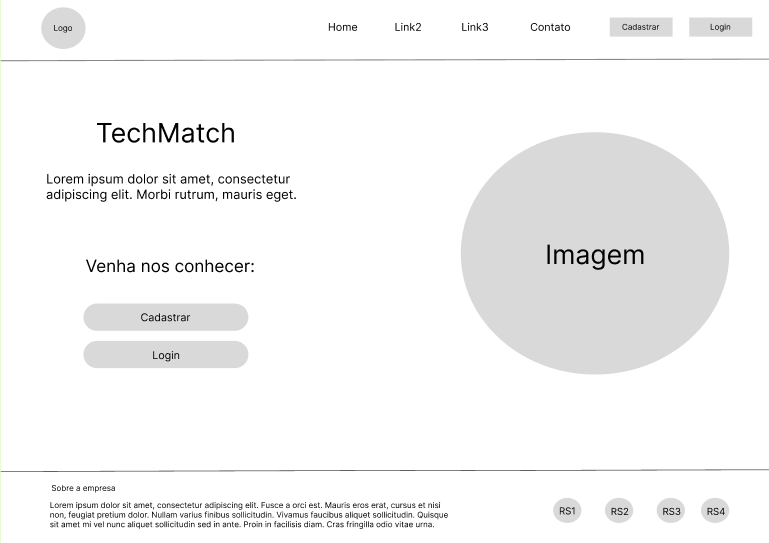 Logo
Home Link2 Link3 Contato Cadastrar Login
TechMatch
Lorem ipsum dolor sit amet, consectetur
adipiscing elit. Morbi rutrum, mauris eget.
Imagem
Venha nos conhecer:
Cadastrar
Login
Sobre a empresa
Lorem ipsum dolor sit amet, consectetur adipiscing elit. Fusce a orci est. Mauris eros erat, cursus et nisi
non, feugiat pretium dolor. Nullam varius finibus sollicitudin. Vivamus faucibus aliquet sollicitudin. Quisque
sit amet mi vel nunc aliquet sollicitudin sed in ante. Proin in facilisis diam. Cras fringilla odio vitae urna.
RS1 RS2 RS3 RS4